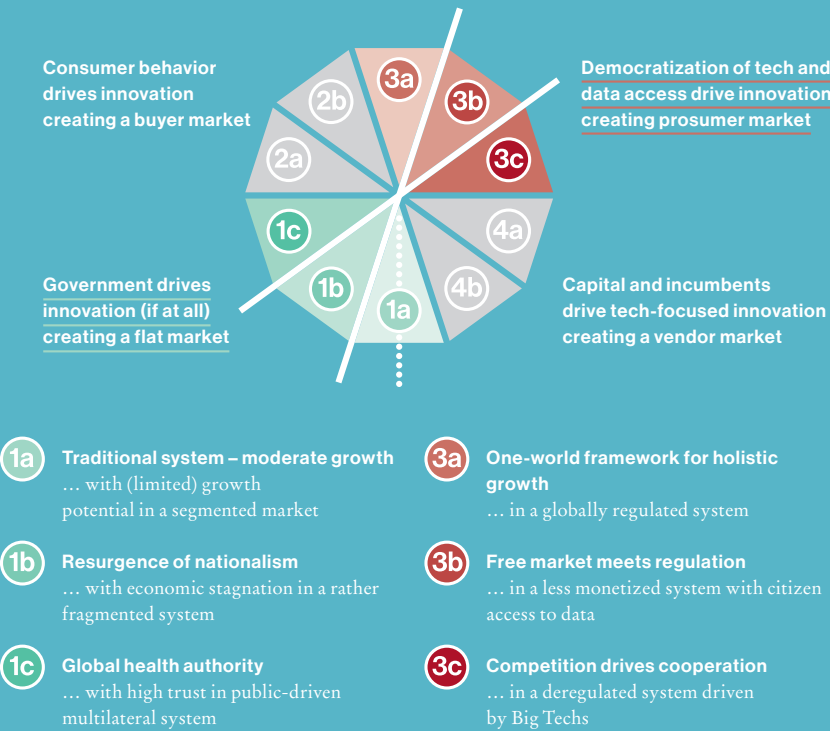 Consumer behavior
drives innovation
creating a buyer market
Democratization of tech and
data access drive innovation
creating prosumer market
3a
2b
3b
2a
3c
1c
4a
1b
4b
1a
Government drives
innovation (if at all)
creating a flat market
Capital and incumbents
drive tech-focused innovation
creating a vendor market
1a
Traditional system – moderate growth
… with (limited) growth
potential in a segmented market
1b
Resurgence of nationalism
… with economic stagnation in a rather
fragmented system
1c
Global health authority
… with high trust in public-driven
multilateral system
3a
One-world framework for holistic
growth
… in a globally regulated system
3b
Free market meets regulation
… in a less monetized system with citizen
access to data
3c
Competition drives cooperation
… in a deregulated system driven
by Big Techs